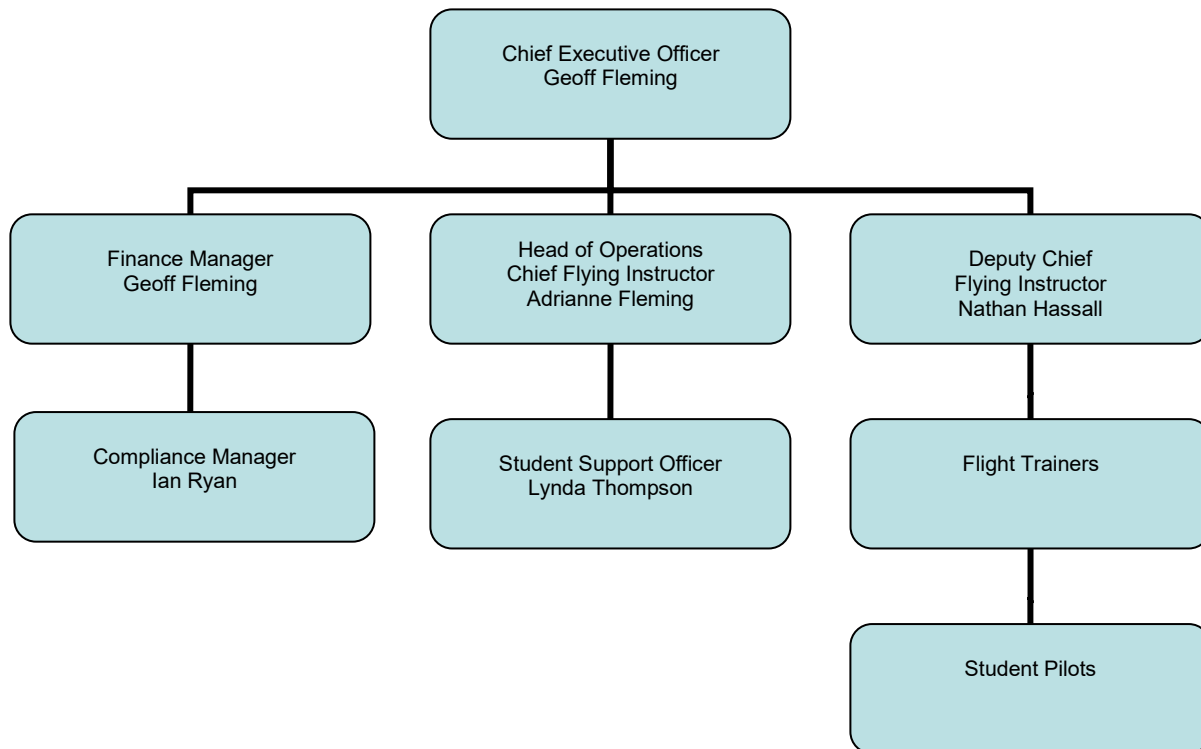 Chief Executive Officer
Geoff Fleming
Finance Manager
Geoff Fleming
Head of Operations
Chief Flying Instructor
Adrianne Fleming
Deputy Chief
Flying Instructor
Nathan Hassall
Compliance Manager
Ian Ryan
Student Support Officer
Lynda Thompson
Flight Trainers
Student Pilots